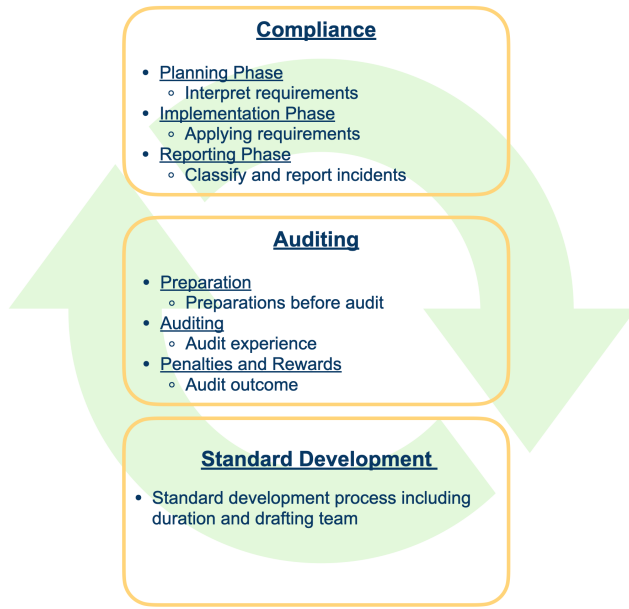 Compliance
• Planning Phase
◦ Interpret requirements
• Implementation Phase
◦ Applying requirements
• Reporting Phase
◦ Classify and report incidents
Auditing
• Preparation
◦ Preparations before audit
• Auditing
◦ Audit experience
• Penalties and Rewards
◦ Audit outcome
Standard Development
• Standard development process including
duration and drafting team